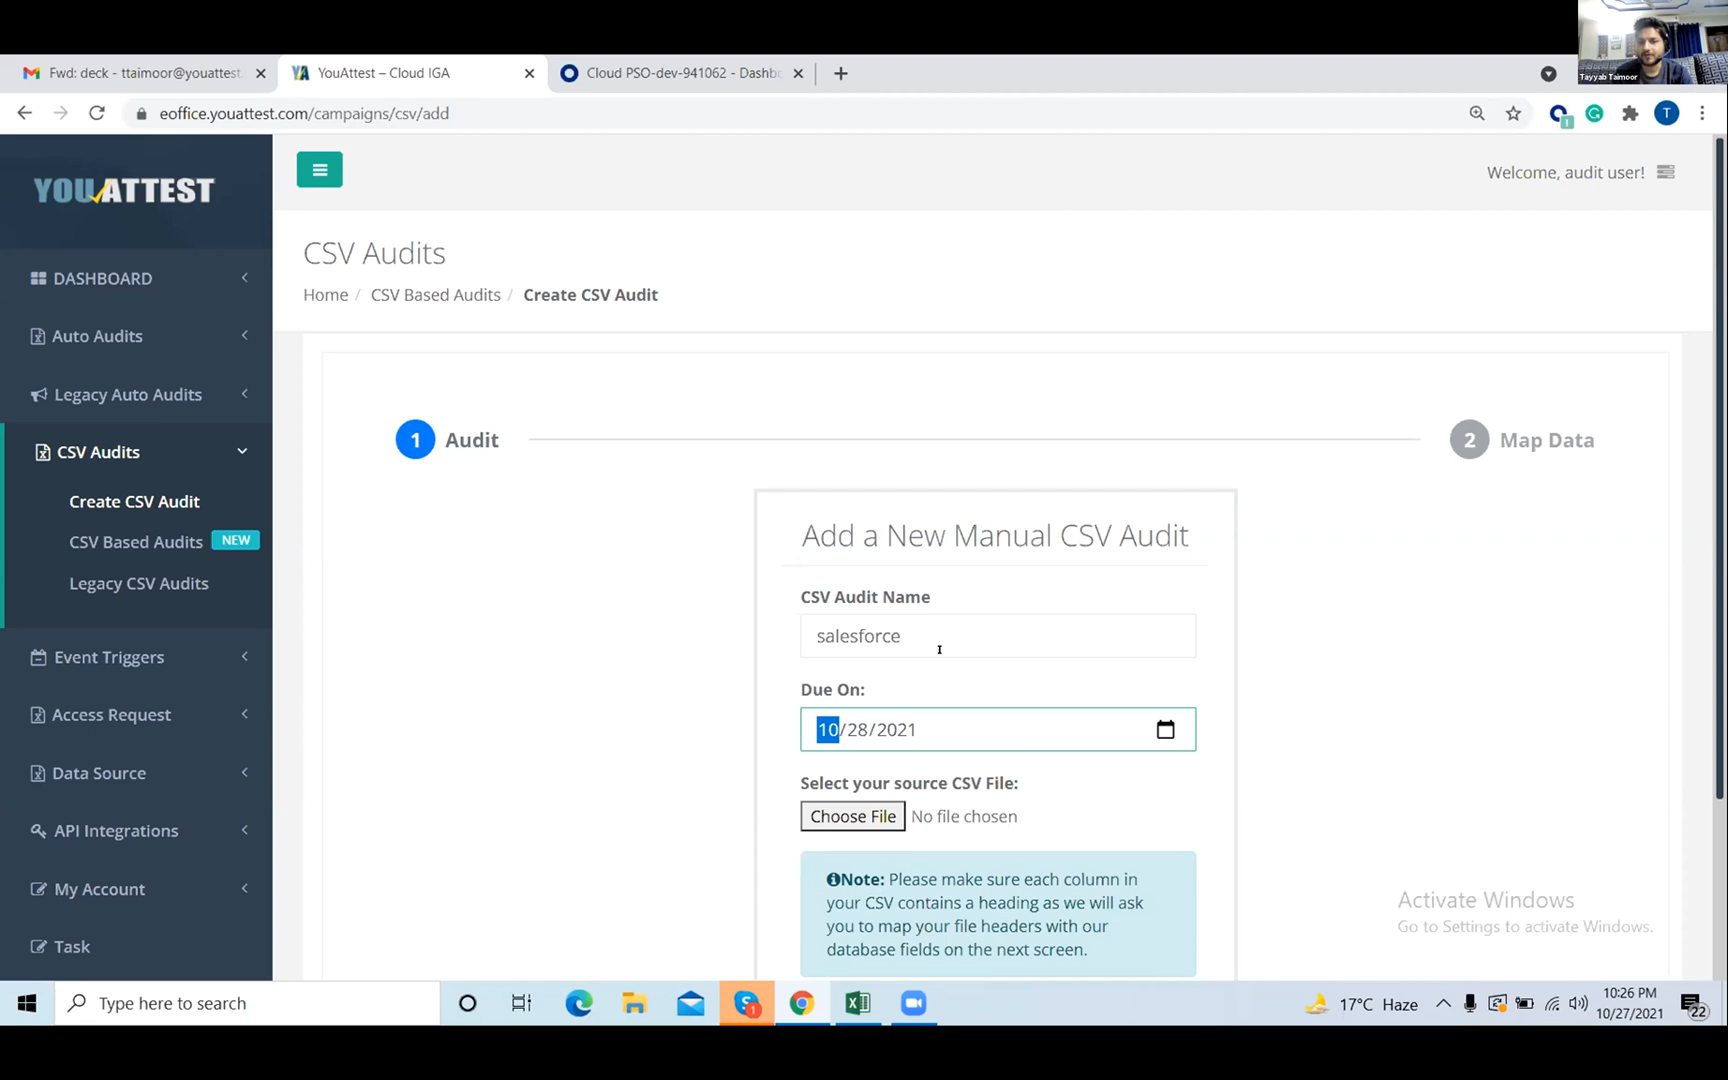 Fwd: deck - ttaimoor@youattest.
YouAttest – Cloud IGA
Cloud PSO-dev-941062 - Dashbo
Tayyab Taimoor
eoffice.youattest.com/campaigns/csv/add
T
YOUATTEST
Welcome, audit user!
CSV Audits
Home / CSV Based Audits / Create CSV Audit
DASHBOARD
Auto Audits
Legacy Auto Audits
CSV Audits
Create CSV Audit
CSV Based Audits NEW
Legacy CSV Audits
Event Triggers
Access Request
Data Source
API Integrations
My Account
Task
1 Audit
2 Map Data
Add a New Manual CSV Audit
CSV Audit Name
salesforce
Due On:
10/28/2021
Select your source CSV File:
Choose File No file chosen
Note: Please make sure each column in
your CSV contains a heading as we will ask
you to map your file headers with our
database fields on the next screen.
Activate Windows
Go to Settings to activate Windows.
Type here to search
1
17°C Haze
10:26 PM
10/27/2021
22